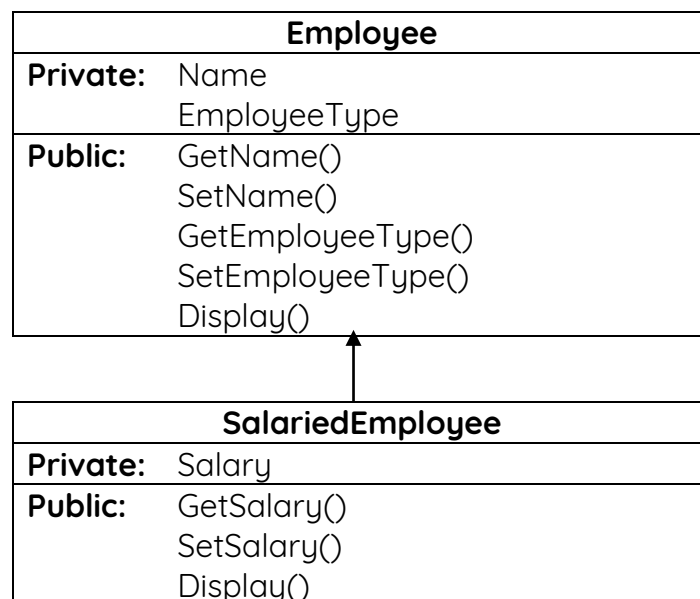 Employee
Private: Name
EmployeeType
Public: GetName()
SetName()
GetEmployeeType()
SetEmployeeType()
Display()
SalariedEmployee
Private: Salary
Public: GetSalary()
SetSalary()
Display()